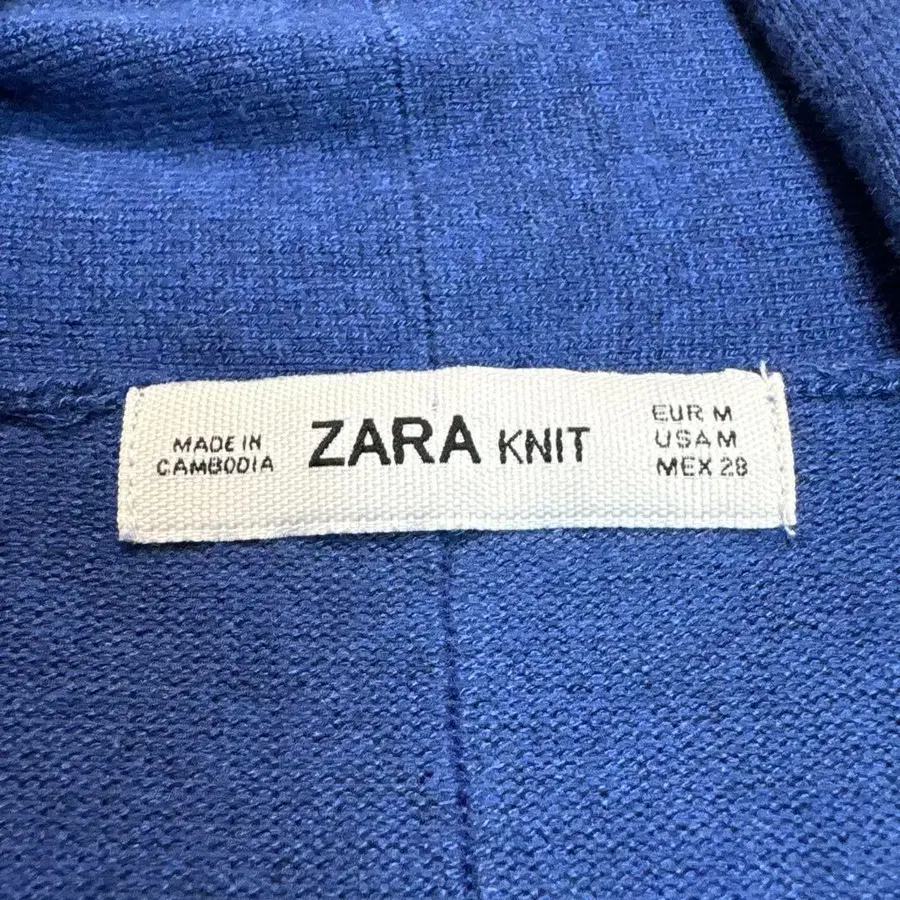 MADE IN
CAMBODIA
ZARA KNIT
EUR M
USA M
MEX 28